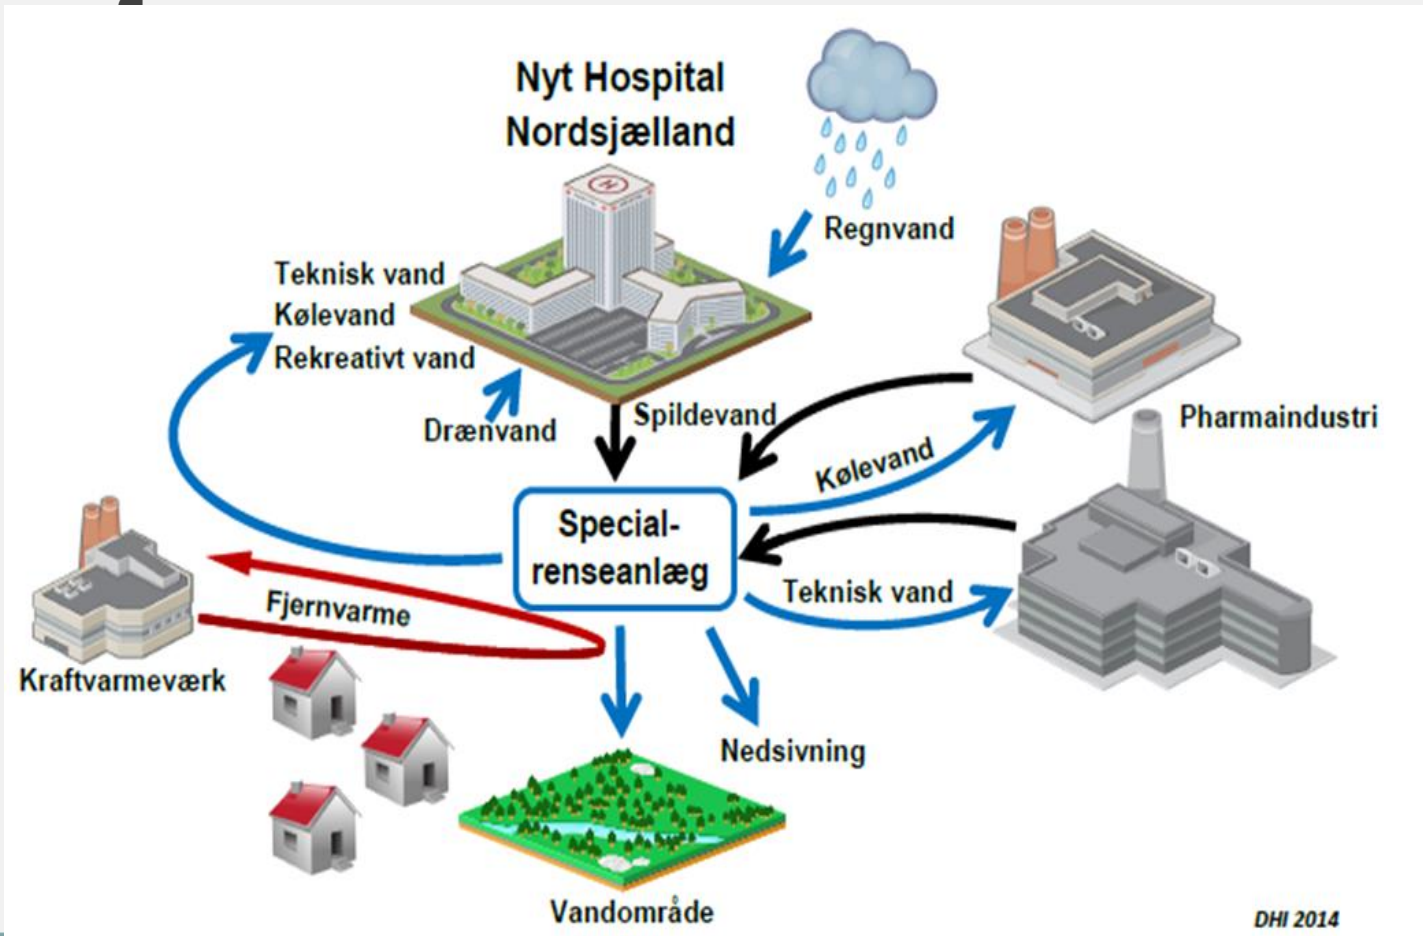 Nyt Hospital
Nordsjælland
Regnvand
Teknisk vand
Kølevand
Rekreativt vand
Drænvand
Spildevand
Pharmaindustri
Kølevand
Special-
renseanlæg
Teknisk vand
Fjernvarme
Kraftvarmeværk
Nedsivning
Vandområde
DHI 2014